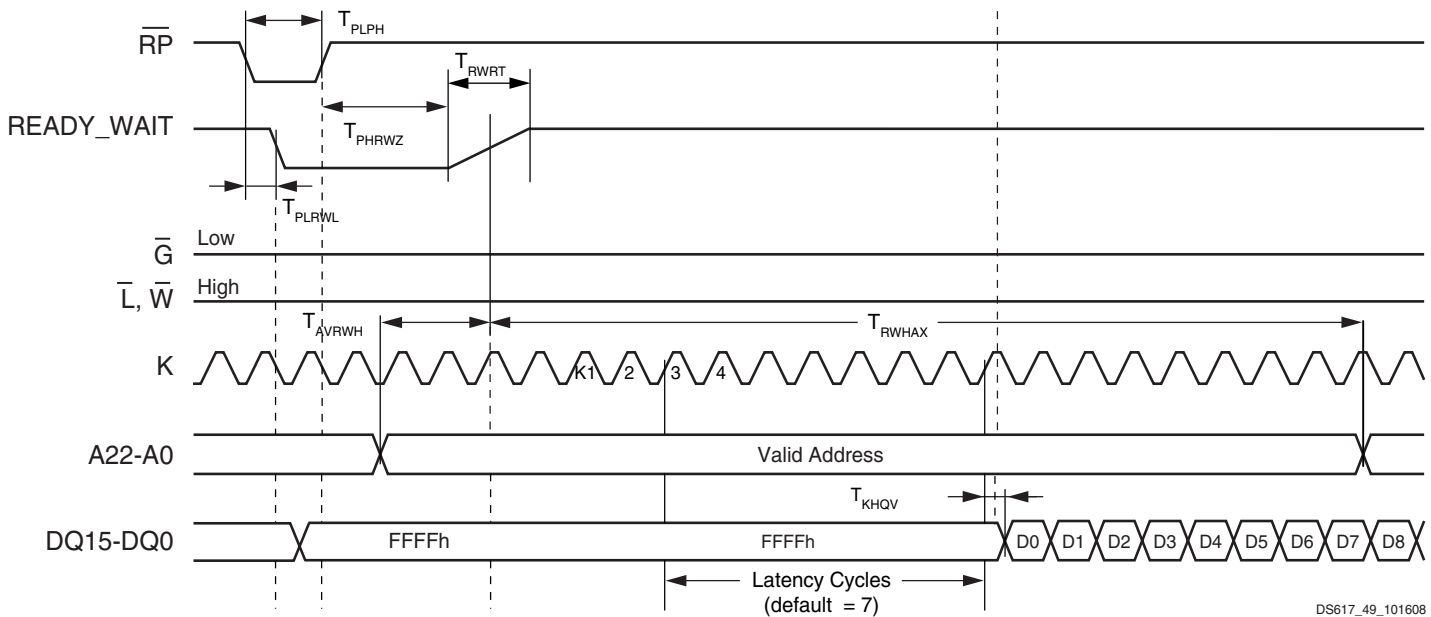 T_PLPH
R̅P̅
T_RWRT
READY_WAIT
T_PHRWZ
T_PLRWL
G̅ Low
L̅, W̅ High
T_AVRWH T_RWHAX
K K1 2 3 4
A22-A0 Valid Address
T_KHQV
DQ15-DQ0 FFFFh FFFFh D0 D1 D2 D3 D4 D5 D6 D7 D8
Latency Cycles
(default = 7)
DS617_49_101608